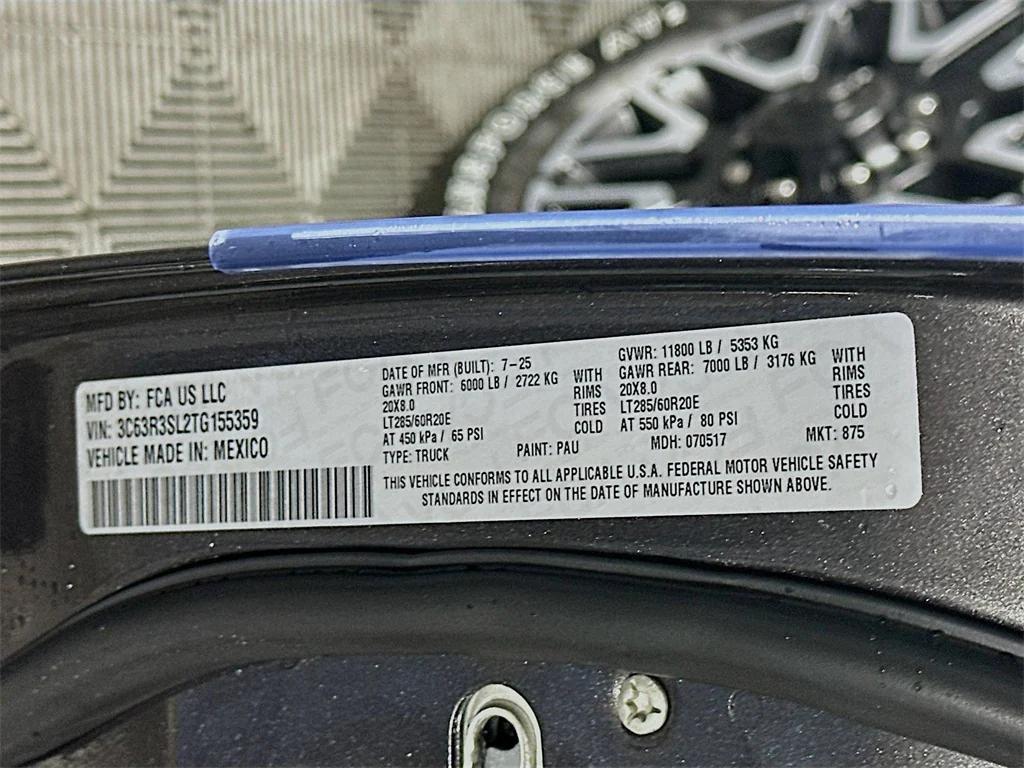 MFD BY: FCA US LLC
VIN: 3C63R3SL2TG155359
VEHICLE MADE IN: MEXICO
DATE OF MFR (BUILT): 7-25
GAWR FRONT: 6000 LB / 2722 KG
20X8.0
LT285/60R20E
AT 450 kPa / 65 PSI
WITH
RIMS
TIRES
COLD
TYPE: TRUCK
PAINT: PAU
GVWR: 11800 LB / 5353 KG
GAWR REAR: 7000 LB / 3176 KG
20X8.0
LT285/60R20E
AT 550 kPa / 80 PSI
WITH
RIMS
TIRES
COLD
MDH: 070517
MKT: 875
THIS VEHICLE CONFORMS TO ALL APPLICABLE U.S.A. FEDERAL MOTOR VEHICLE SAFETY
STANDARDS IN EFFECT ON THE DATE OF MANUFACTURE SHOWN ABOVE.